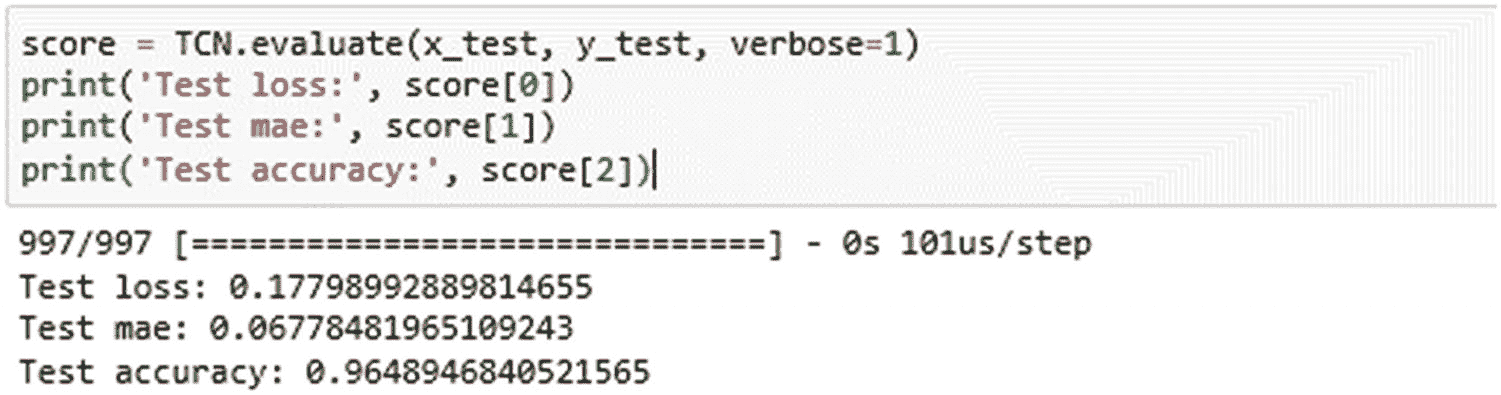 score = TCN.evaluate(x_test, y_test, verbose=1)
print('Test loss:', score[0])
print('Test mae:', score[1])
print('Test accuracy:', score[2])
997/997 [==============================] - 0s 101us/step
Test loss: 0.17798992889814655
Test mae: 0.06778481965109243
Test accuracy: 0.9648946840521565